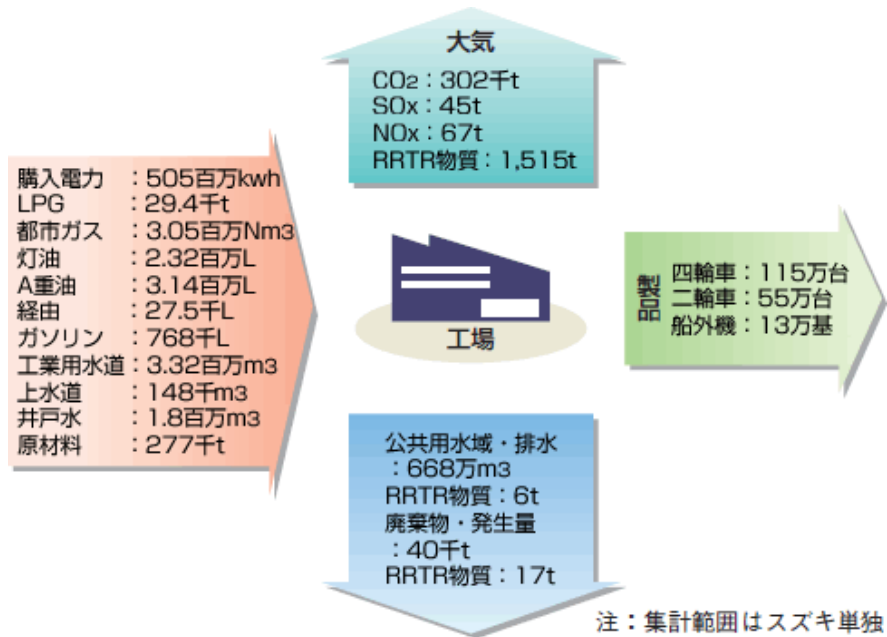 大気
CO2：302千t
SOx：45t
NOx：67t
RRTR物質：1,515t
購入電力：505百万kwh
LPG：29.4千t
都市ガス：3.05百万Nm3
灯油：2.32百万L
A重油：3.14百万L
経由：27.5千L
ガソリン：768千L
工業用水道：3.32百万m3
上水道：148千m3
井戸水：1.8百万m3
原材料：277千t
工場
製品
四輪車：115万台
二輪車：55万台
船外機：13万基
公共用水域・排水
：668万m3
RRTR物質：6t
廃棄物・発生量
：40千t
RRTR物質：17t
注：集計範囲はスズキ単独